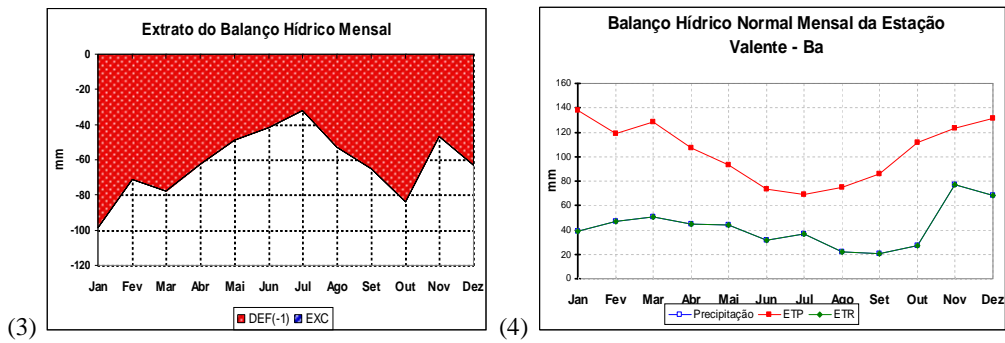 Extrato do Balanço Hídrico Mensal
0
-20
-40
-60
-80
-100
-120
mm
Jan Fev Mar Abr Mai Jun Jul Ago Set Out Nov Dez
DEF(-1) EXC
(3)
Balanço Hídrico Normal Mensal da Estação
Valente - Ba
160
140
120
100
80
60
40
20
0
mm
Jan Fev Mar Abr Mai Jun Jul Ago Set Out Nov Dez
Precipitação ETP ETR
(4)